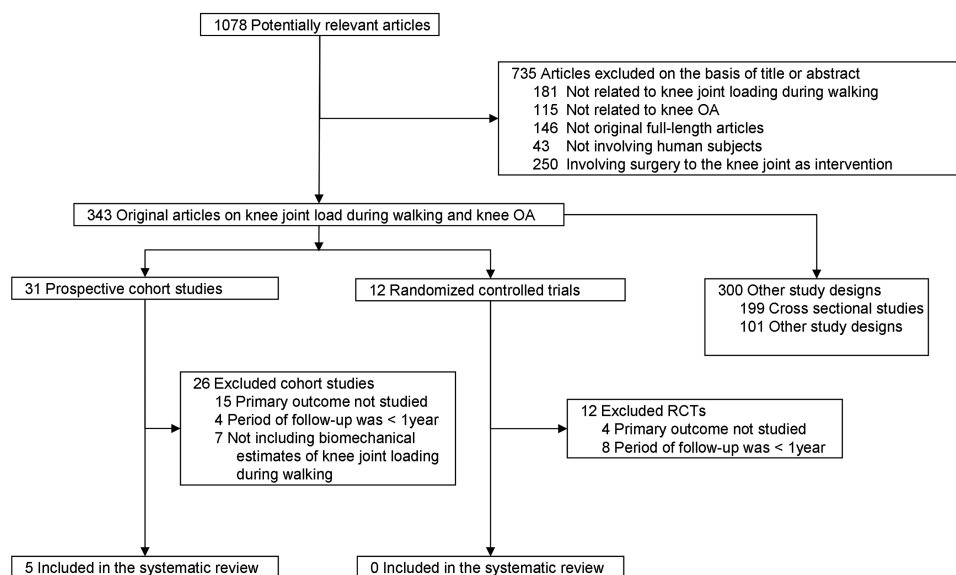 1078 Potentially relevant articles
735 Articles excluded on the basis of title or abstract
181 Not related to knee joint loading during walking
115 Not related to knee OA
146 Not original full-length articles
43 Not involving human subjects
250 Involving surgery to the knee joint as intervention
343 Original articles on knee joint load during walking and knee OA
31 Prospective cohort studies
12 Randomized controlled trials
300 Other study designs
199 Cross sectional studies
101 Other study designs
26 Excluded cohort studies
15 Primary outcome not studied
4 Period of follow-up was < 1year
7 Not including biomechanical
estimates of knee joint loading
during walking
12 Excluded RCTs
4 Primary outcome not studied
8 Period of follow-up was < 1year
5 Included in the systematic review
0 Included in the systematic review